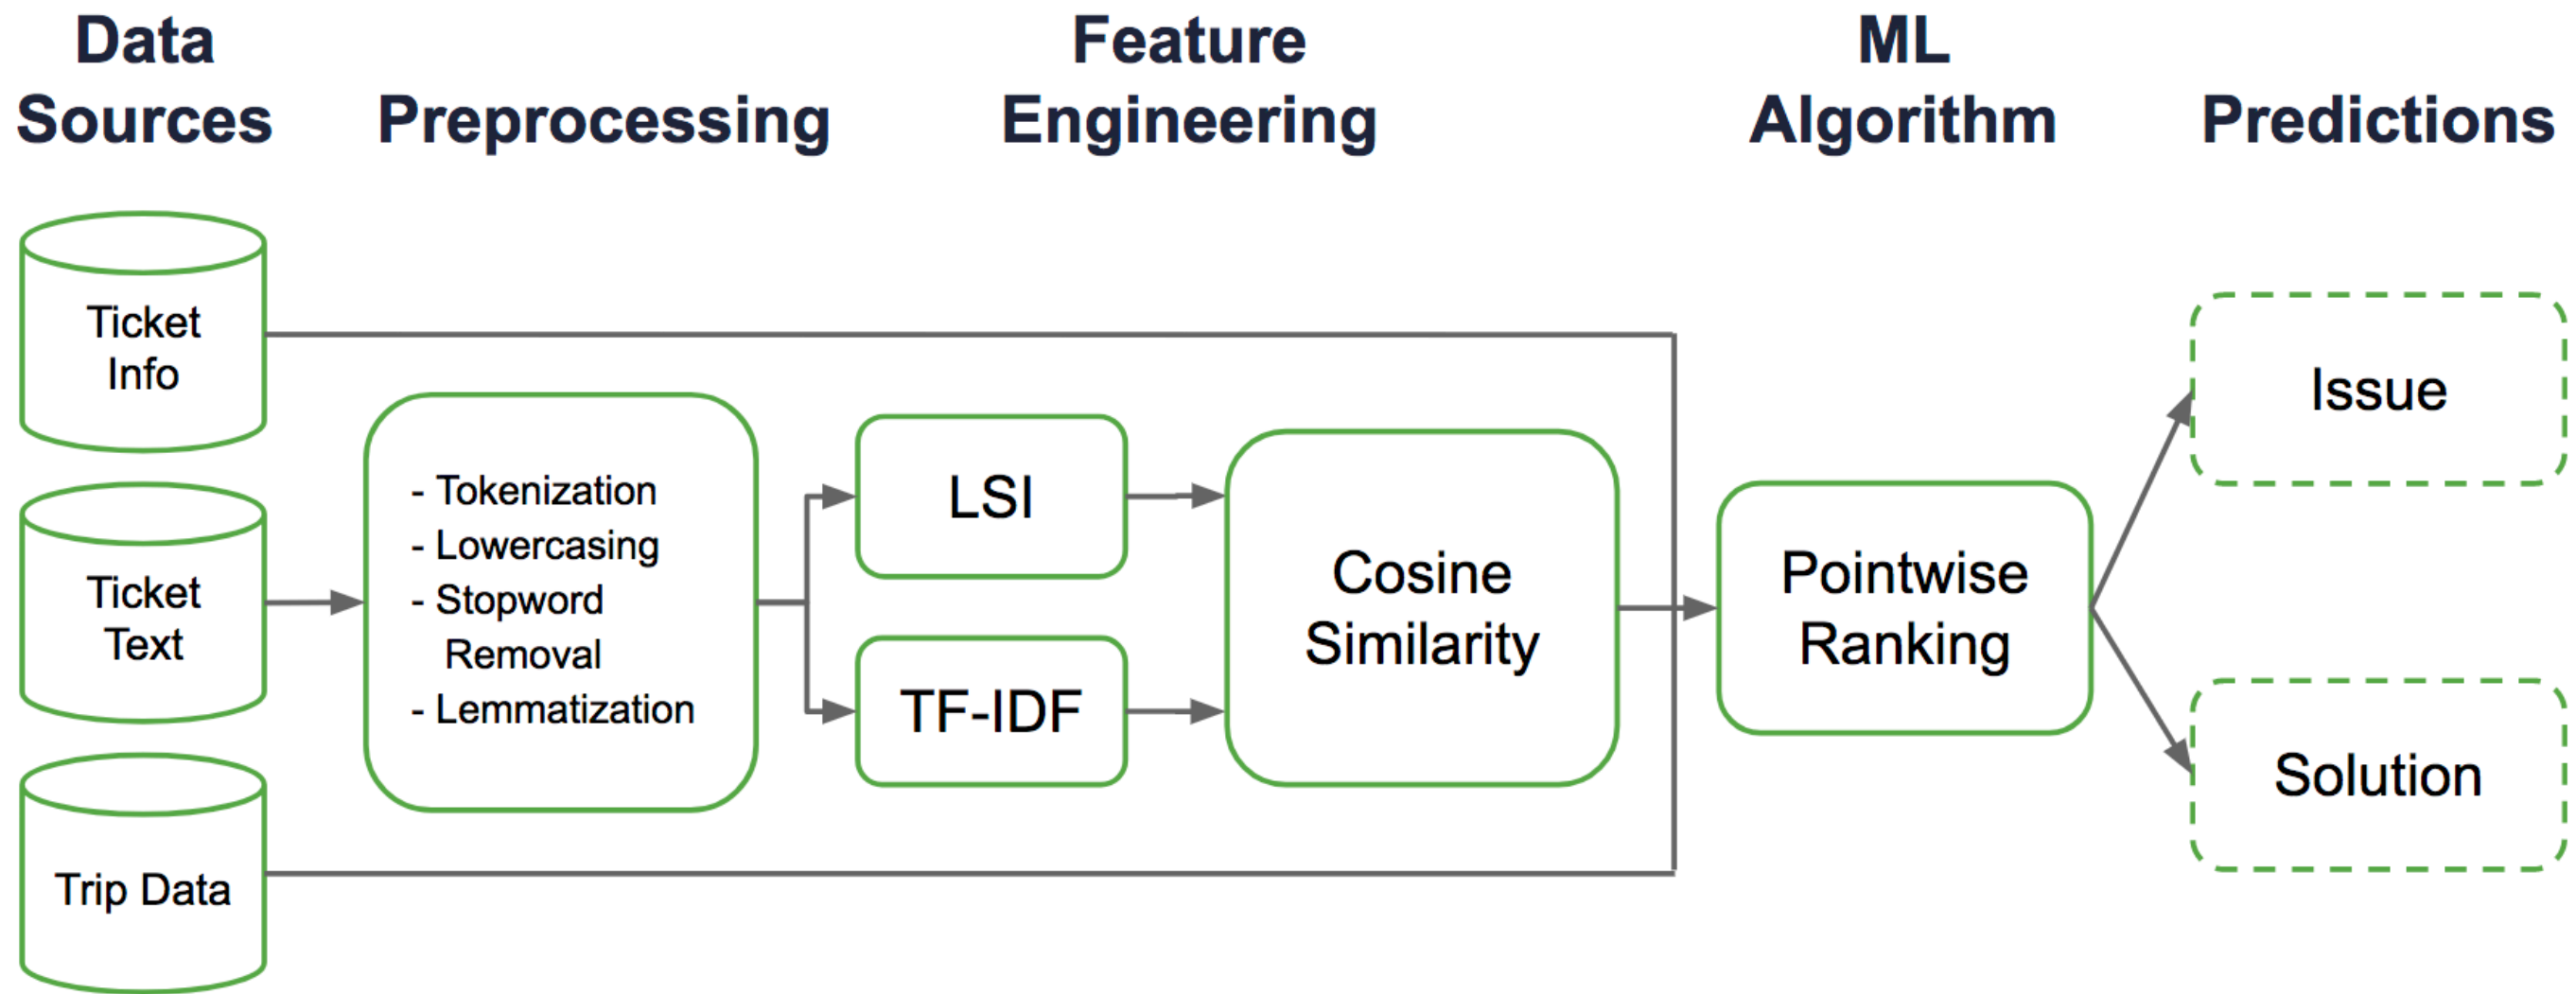 Data
Sources
Preprocessing
Feature
Engineering
ML
Algorithm
Predictions
Ticket
Info
Ticket
Text
Trip Data
- Tokenization
- Lowercasing
- Stopword
Removal
- Lemmatization
LSI
TF-IDF
Cosine
Similarity
Pointwise
Ranking
Issue
Solution